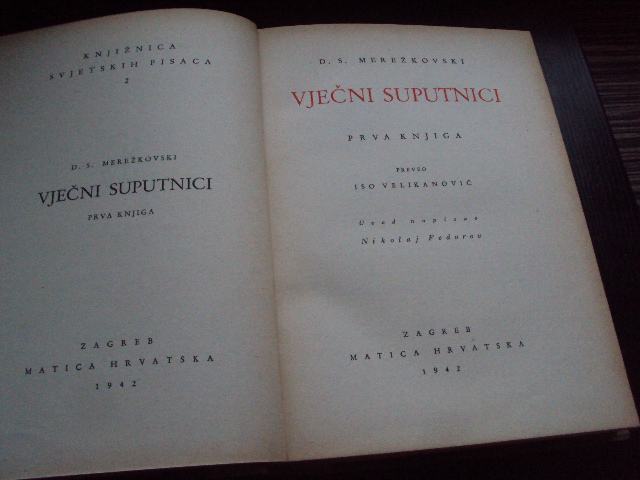 KNJIŽNICA
SVJETSKIH PISACA
2
D. S. MEREŽKOVSKI
VJEČNI SUPUTNICI
PRVA KNJIGA
ZAGREB
MATICA HRVATSKA
1942
D. S. MEREŽKOVSKI
VJEČNI SUPUTNICI
PRVA KNJIGA
PREVEO
ISO VELIKANOVIĆ
Uvod napisao
Nikolaj Fedorov
ZAGREB
MATICA HRVATSKA
1942